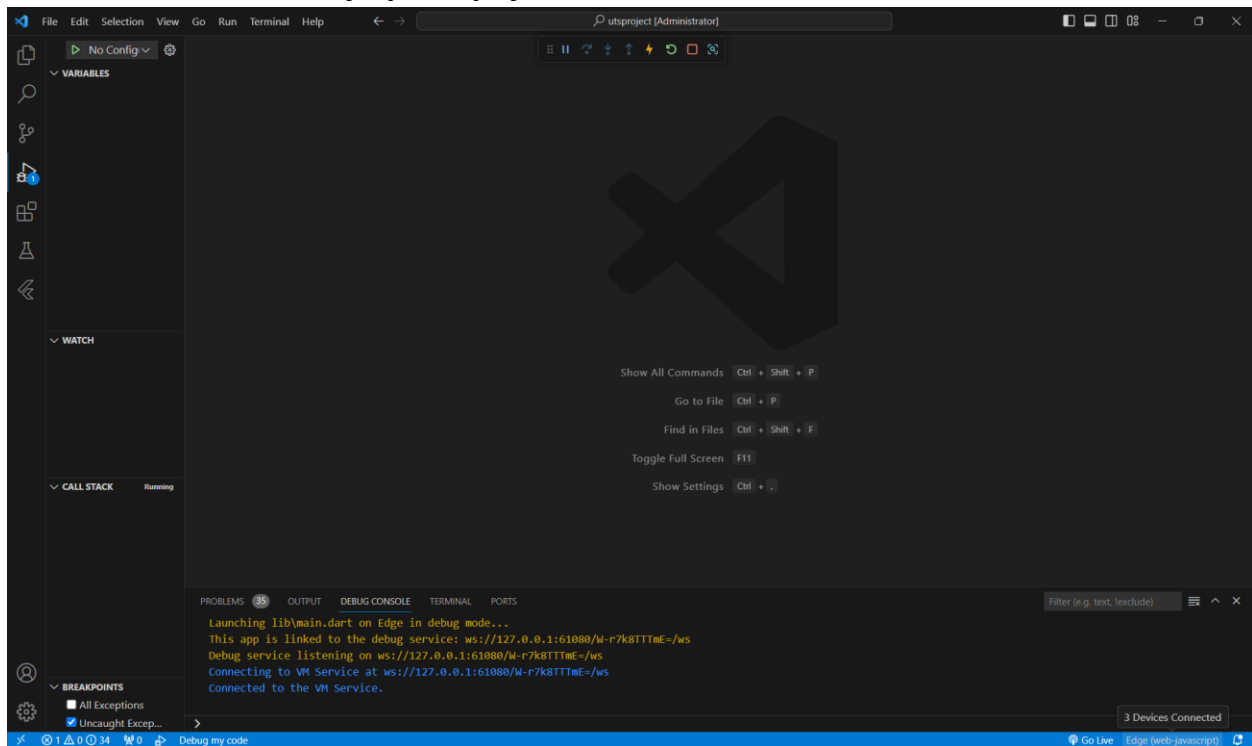 File Edit Selection View Go Run Terminal Help
utsproject [Administrator]
No Config
VARIABLES
1
WATCH
CALL STACK Running
BREAKPOINTS
All Exceptions
Uncaught Excep...
Show All Commands Ctrl + Shift + P
Go to File Ctrl + P
Find in Files Ctrl + Shift + F
Toggle Full Screen F11
Show Settings Ctrl + ,
PROBLEMS 35 OUTPUT DEBUG CONSOLE TERMINAL PORTS
Filter (e.g. text, !exclude)
Launching lib\main.dart on Edge in debug mode...
This app is linked to the debug service: ws://127.0.0.1:61080/W-r7k8TTTmE=/ws
Debug service listening on ws://127.0.0.1:61080/W-r7k8TTTmE=/ws
Connecting to VM Service at ws://127.0.0.1:61080/W-r7k8TTTmE=/ws
Connected to the VM Service.
3 Devices Connected
1 0 34 0 Debug my code
Go Live Edge (web-javascript)